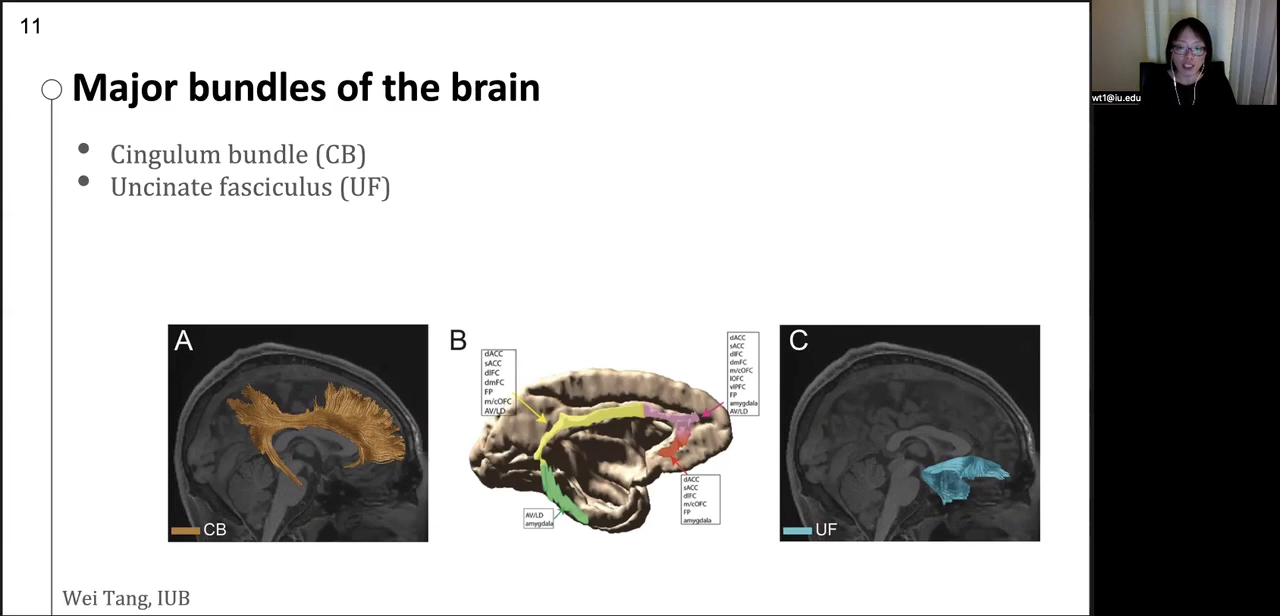 11
Major bundles of the brain
• Cingulum bundle (CB)
• Uncinate fasciculus (UF)
A
CB
B
dACC
sACC
dlFC
dmFC
FP
m/cOFC
AV/LD
dACC
sACC
dlFC
dmFC
m/cOFC
lOFC
vlPFC
FP
amygdala
AV/LD
AV/LD
amygdala
dACC
sACC
dlFC
m/cOFC
FP
amygdala
C
UF
Wei Tang, IUB
wt1@iu.edu